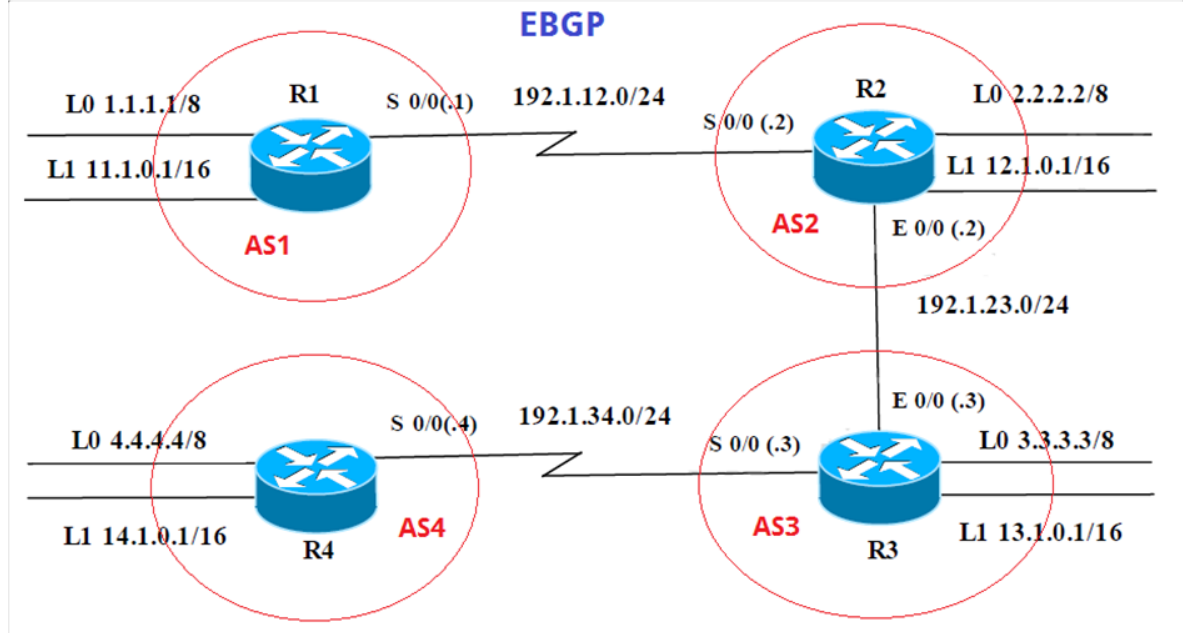 EBGP
R1
L0 1.1.1.1/8
S 0/0(.1)
L1 11.1.0.1/16
AS1
192.1.12.0/24
R2
S 0/0 (.2)
L0 2.2.2.2/8
L1 12.1.0.1/16
AS2
E 0/0 (.2)
192.1.23.0/24
L0 4.4.4.4/8
S 0/0(.4)
L1 14.1.0.1/16
R4
AS4
192.1.34.0/24
E 0/0 (.3)
S 0/0 (.3)
L0 3.3.3.3/8
AS3
L1 13.1.0.1/16
R3